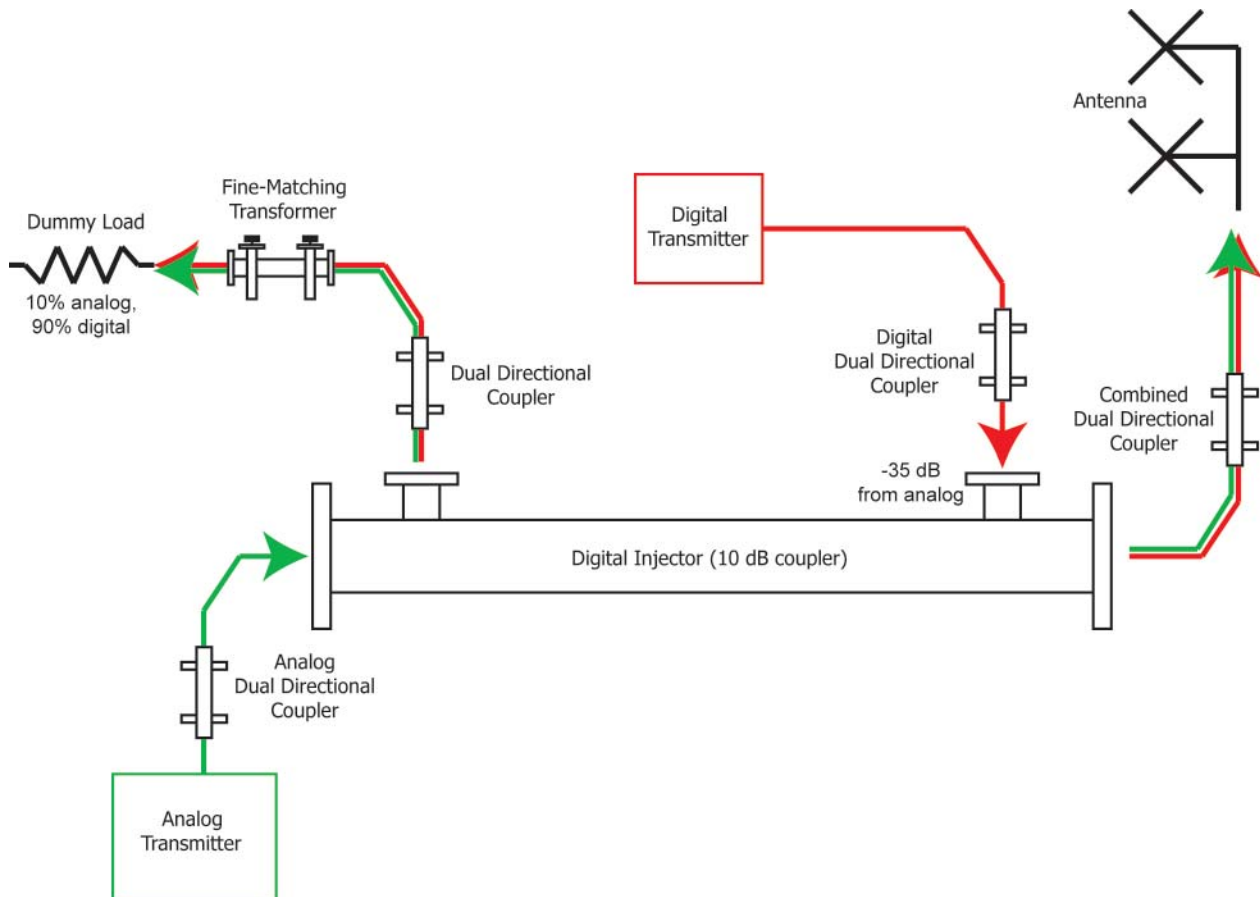 Antenna
Fine-Matching
Transformer
Dummy Load
10% analog,
90% digital
Digital
Transmitter
Dual Directional
Coupler
Digital
Dual Directional
Coupler
Combined
Dual Directional
Coupler
-35 dB
from analog
Digital Injector (10 dB coupler)
Analog
Dual Directional
Coupler
Analog
Transmitter